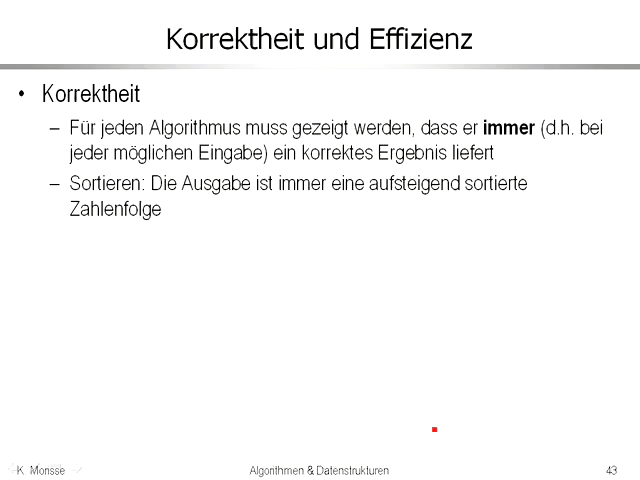 Korrektheit und Effizienz
• Korrektheit
– Für jeden Algorithmus muss gezeigt werden, dass er immer (d.h. bei
jeder möglichen Eingabe) ein korrektes Ergebnis liefert
– Sortieren: Die Ausgabe ist immer eine aufsteigend sortierte
Zahlenfolge
K. Morisse
Algorithmen & Datenstrukturen
43